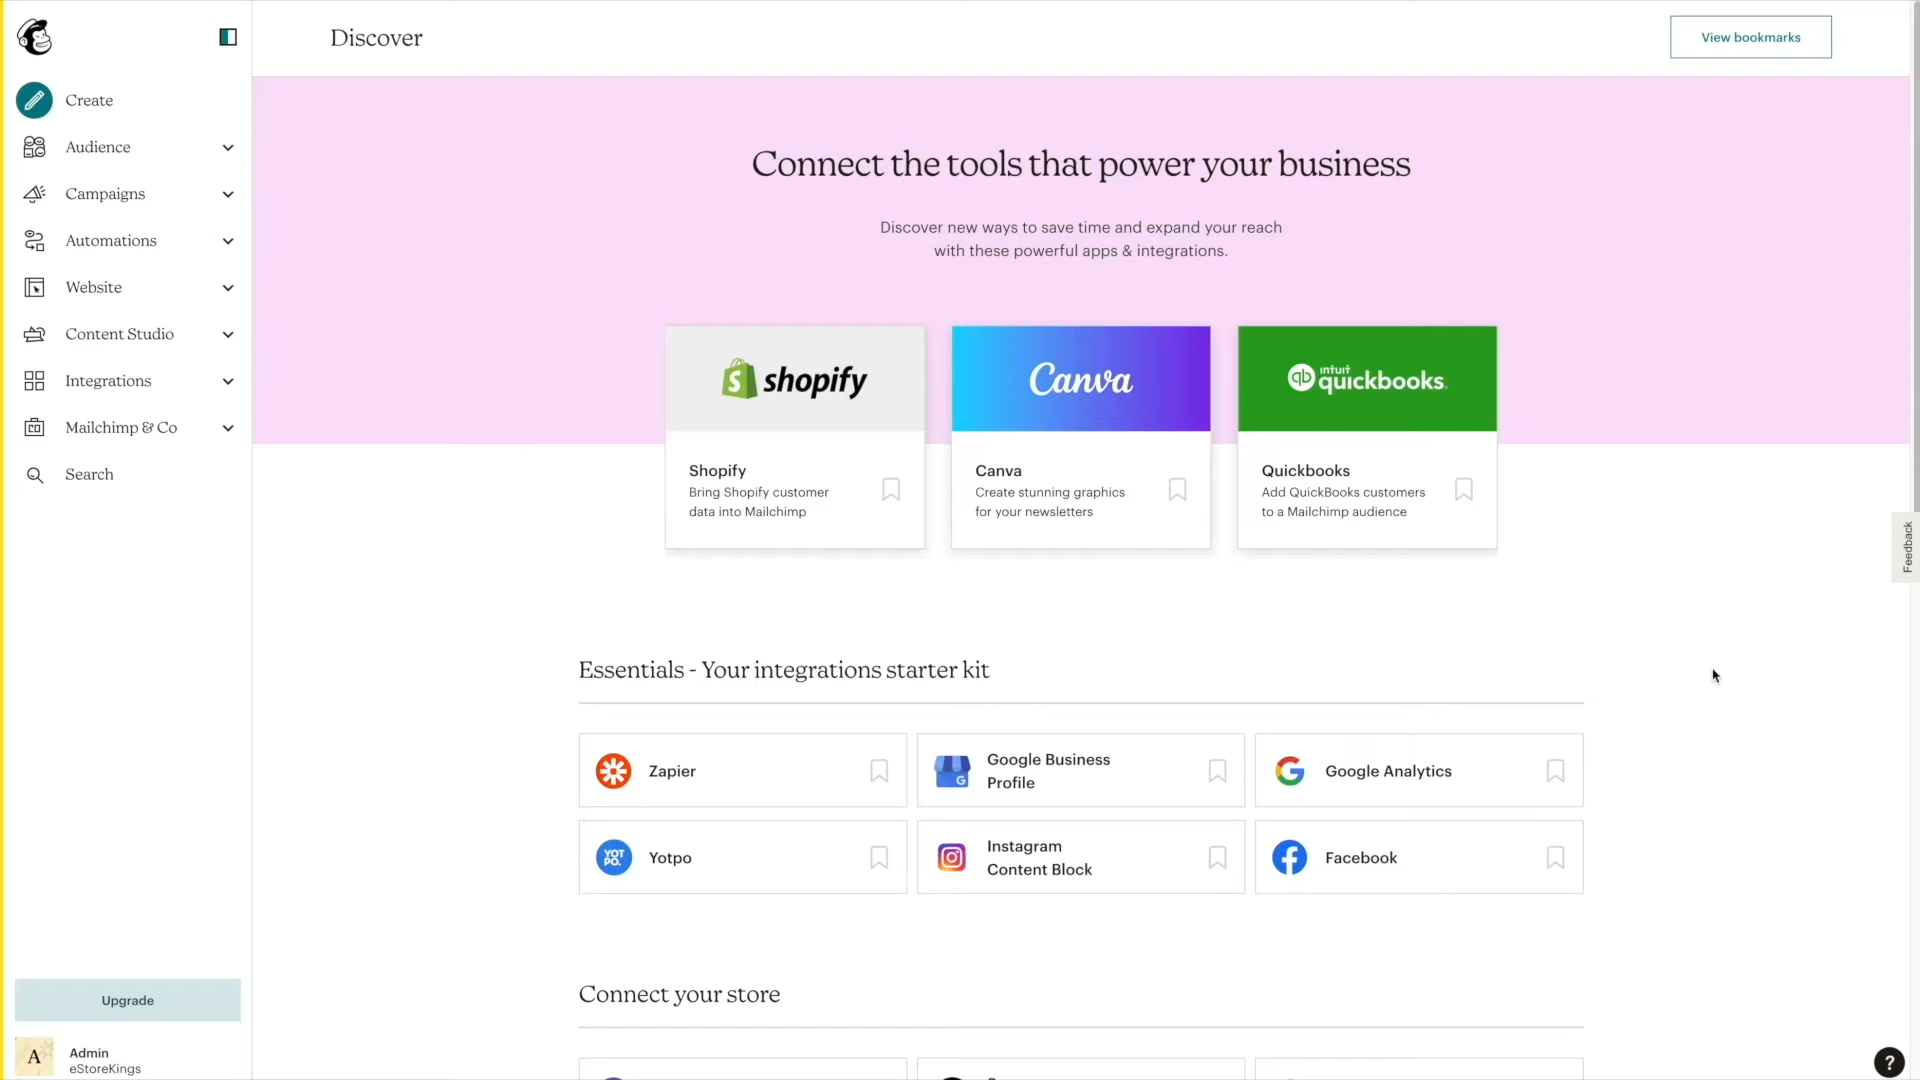 Discover
View bookmarks
Create
Audience
Campaigns
Automations
Website
Content Studio
Integrations
Mailchimp & Co
Search
Upgrade
A
Admin
eStoreKings
Connect the tools that power your business
Discover new ways to save time and expand your reach
with these powerful apps & integrations.
S shopify
Canva
qb intuit quickbooks.
Shopify
Bring Shopify customer
data into Mailchimp
Canva
Create stunning graphics
for your newsletters
Quickbooks
Add QuickBooks customers
to a Mailchimp audience
Feedback
Essentials - Your integrations starter kit
Zapier
G
Google Business
Profile
Google Analytics
YOT
PO.
Yotpo
Instagram
Content Block
Facebook
Connect your store
?